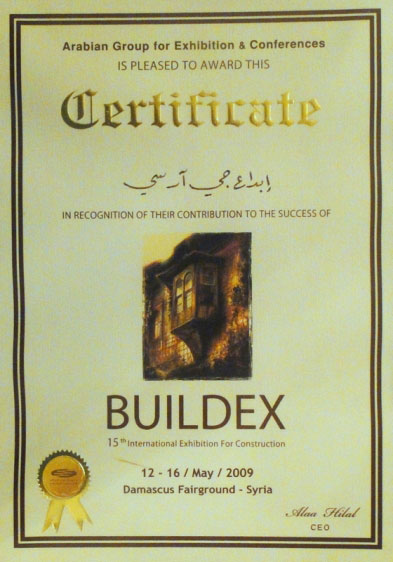 Arabian Group for Exhibition & Conferences
IS PLEASED TO AWARD THIS
Certificate
إبداع جي آر سي
IN RECOGNITION OF THEIR CONTRIBUTION TO THE SUCCESS OF
BUILDEX
15th International Exhibition For Construction
12 - 16 / May / 2009
Damascus Fairground - Syria
Alaa Hilal
CEO